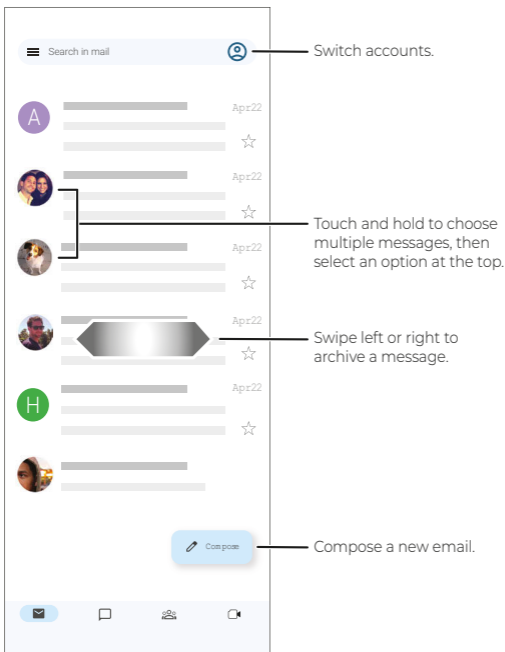 Search in mail
Switch accounts.
A
Apr22
Apr22
Touch and hold to choose
multiple messages, then
select an option at the top.
Apr22
Apr22
Swipe left or right to
archive a message.
H
Apr22
Compose
Compose a new email.